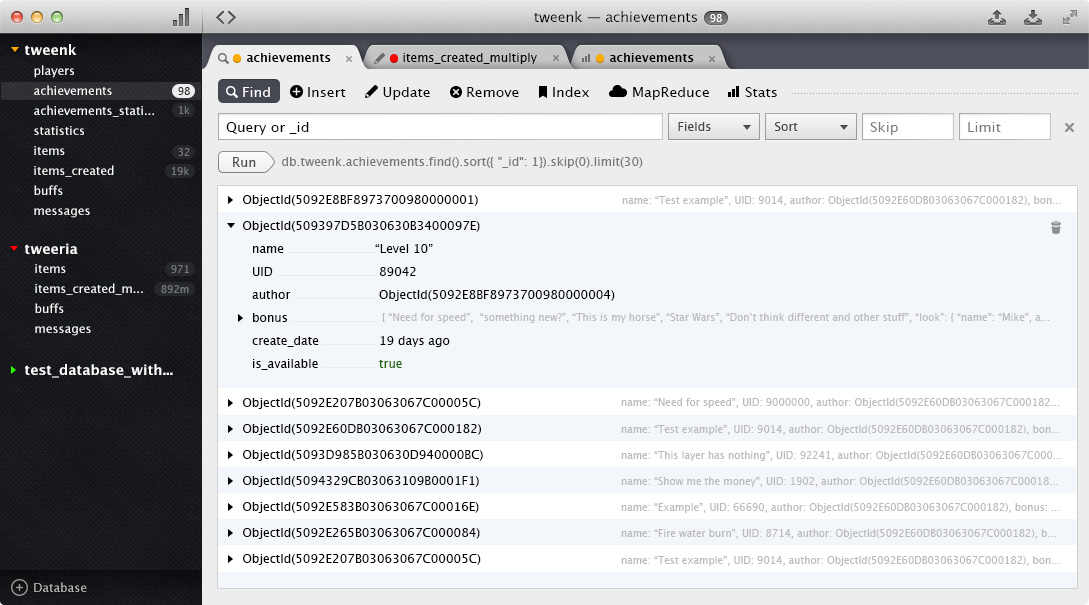 tweenk — achievements 98
tweenk
players
achievements 98
achievements_stati... 1k
statistics
items 32
items_created 19k
buffs
messages
tweeria
items 971
items_created_m... 892m
buffs
messages
test_database_with...
Database
achievements ×
items_created_multiply ×
achievements ×
Find Insert Update Remove Index MapReduce Stats
Query or _id Fields Sort Skip Limit
Run db.tweenk.achievements.find().sort({ "_id": 1}).skip(0).limit(30)
ObjectId(5092E8BF8973700980000001) name: “Test example”, UID: 9014, author: ObjectId(5092E60DB03063067C000182), bon...
ObjectId(509397D5B030630B3400097E)
name “Level 10”
UID 89042
author ObjectId(5092E8BF8973700980000004)
bonus [ “Need for speed”, “something new?”, “This is my horse”, “Star Wars”, “Don’t think different and other stuff”, “look”: { “name”: “Mike”, a...
create_date 19 days ago
is_available true
ObjectId(5092E207B03063067C00005C) name: “Need for speed”, UID: 9000000, author: ObjectId(5092E60DB03063067C000182...
ObjectId(5092E60DB03063067C000182) name: “Test example”, UID: 9014, author: ObjectId(5092E60DB03063067C000182), bon...
ObjectId(5093D985B030630D940000BC) name: “This layer has nothing”, UID: 92241, author: ObjectId(5092E60DB03063067C000...
ObjectId(5094329CB03063109B0001F1) name: “Show me the money”, UID: 1902, author: ObjectId(5092E60DB03063067C00018...
ObjectId(5092E583B03063067C00016E) name: “Example”, UID: 66690, author: ObjectId(5092E60DB03063067C000182), bonus: ...
ObjectId(5092E265B03063067C000084) name: “Fire water burn”, UID: 8714, author: ObjectId(5092E60DB03063067C000182), b...
ObjectId(5092E207B03063067C00005C) name: “Test example”, UID: 9014, author: ObjectId(5092E60DB03063067C000182), bon...